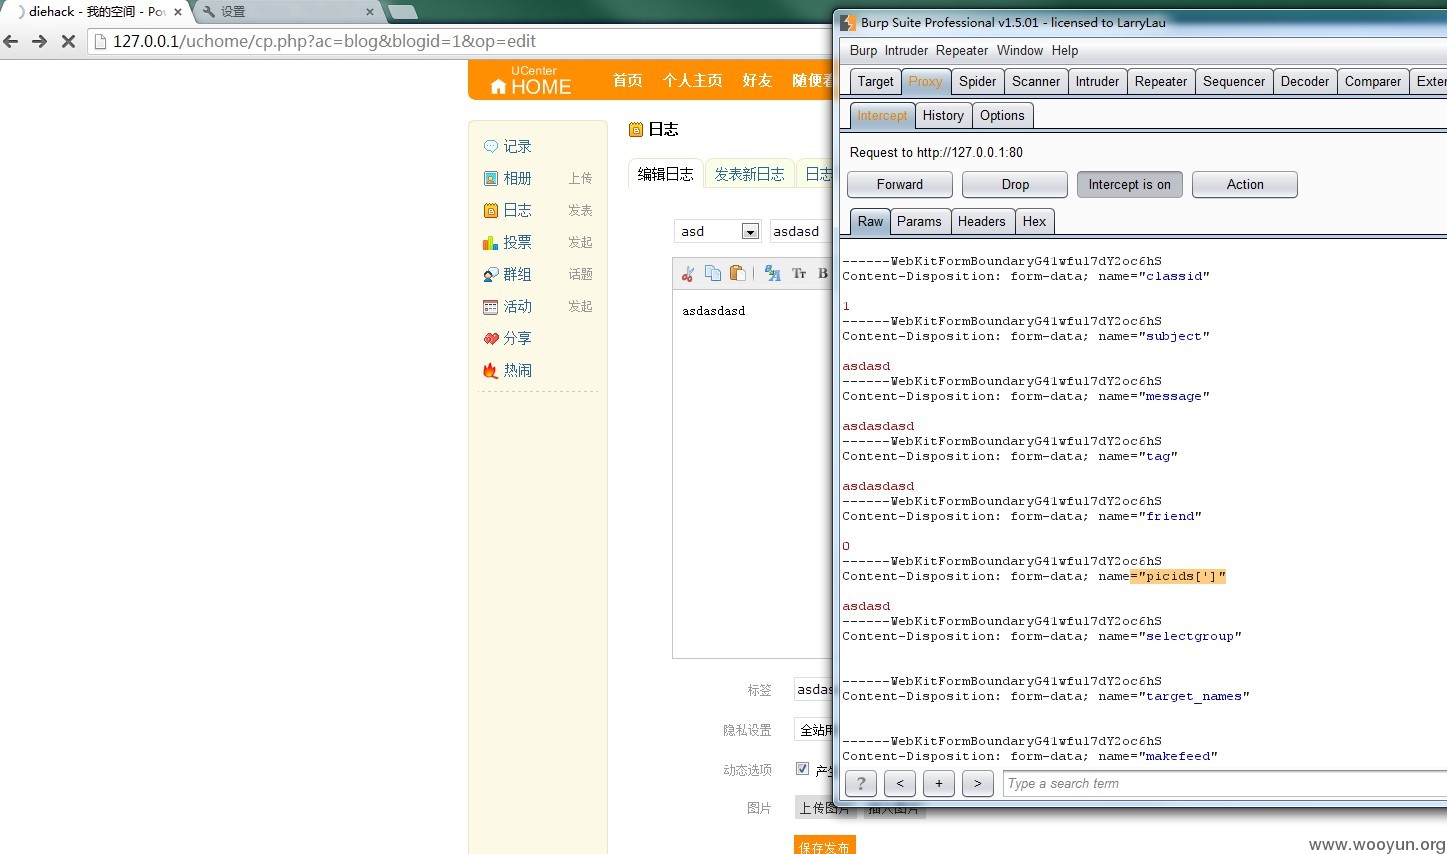 diehack - 我的空间 - Pow
设置
127.0.0.1/uchome/cp.php?ac=blog&blogid=1&op=edit
UCenter
HOME
首页 个人主页 好友 随便看
记录
相册 上传
日志 发表
投票 发起
群组 话题
活动 发起
分享
热闹
日志
编辑日志 发表新日志 日志
asd asdasd
Tт B
asdasdasd
标签 asdas
隐私设置 全站用
动态选项 产生
图片 上传图片 插入图片
保存发布
Burp Suite Professional v1.5.01 - licensed to LarryLau
Burp Intruder Repeater Window Help
Target Proxy Spider Scanner Intruder Repeater Sequencer Decoder Comparer Exten
Intercept History Options
Request to http://127.0.0.1:80
Forward Drop Intercept is on Action
Raw Params Headers Hex
------WebKitFormBoundaryG41wful7dY2oc6hS
Content-Disposition: form-data; name="classid"
1
------WebKitFormBoundaryG41wful7dY2oc6hS
Content-Disposition: form-data; name="subject"
asdasd
------WebKitFormBoundaryG41wful7dY2oc6hS
Content-Disposition: form-data; name="message"
asdasdasd
------WebKitFormBoundaryG41wful7dY2oc6hS
Content-Disposition: form-data; name="tag"
asdasdasd
------WebKitFormBoundaryG41wful7dY2oc6hS
Content-Disposition: form-data; name="friend"
0
------WebKitFormBoundaryG41wful7dY2oc6hS
Content-Disposition: form-data; name="picids[']"
asdasd
------WebKitFormBoundaryG41wful7dY2oc6hS
Content-Disposition: form-data; name="selectgroup"
------WebKitFormBoundaryG41wful7dY2oc6hS
Content-Disposition: form-data; name="target_names"
------WebKitFormBoundaryG41wful7dY2oc6hS
Content-Disposition: form-data; name="makefeed"
? < + > Type a search term
www.wooyun.org